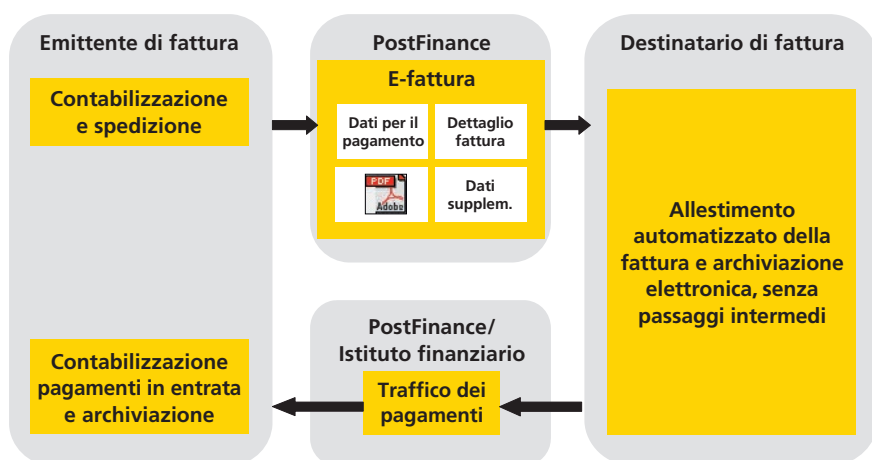 Emittente di fattura
Contabilizzazione
e spedizione
Contabilizzazione
pagamenti in entrata
e archiviazione
PostFinance
E-fattura
Dati per il
pagamento
Dettaglio
fattura
PDF
Adobe
Dati
supplem.
PostFinance/
Istituto finanziario
Traffico dei
pagamenti
Destinatario di fattura
Allestimento
automatizzato della
fattura e archiviazione
elettronica, senza
passaggi intermedi